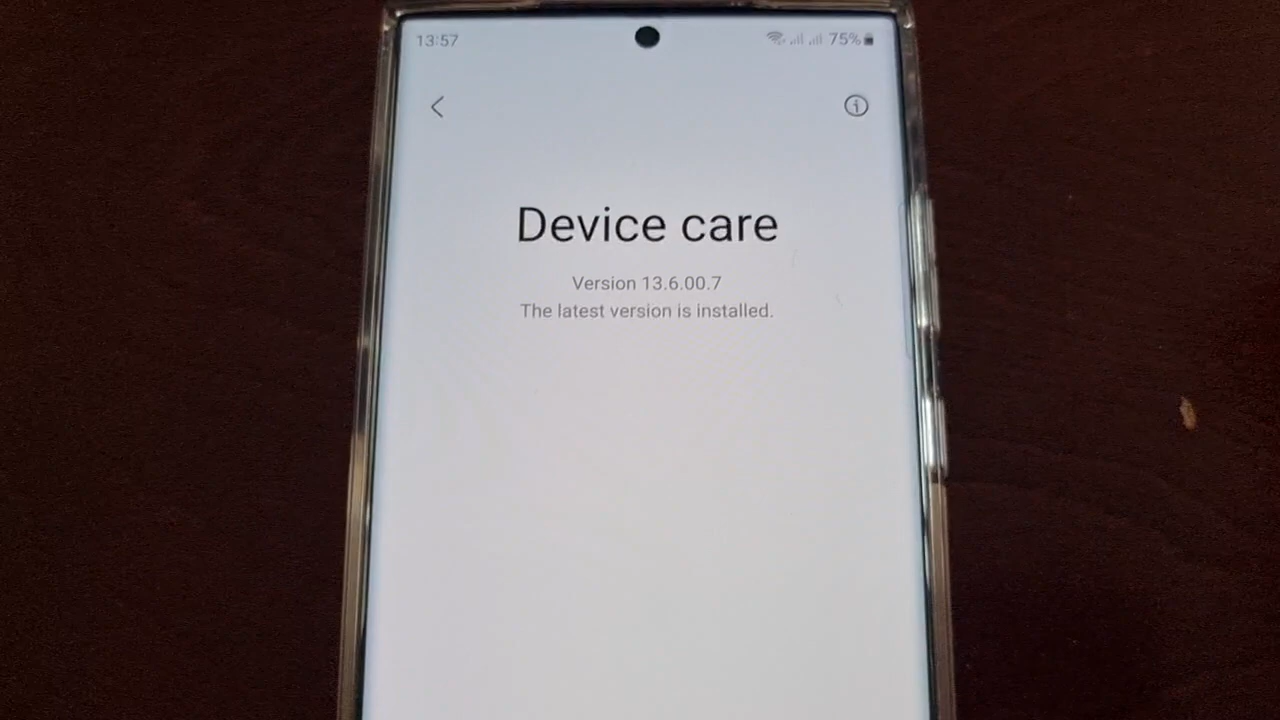 13:57
75%
Device care
Version 13.6.00.7
The latest version is installed.